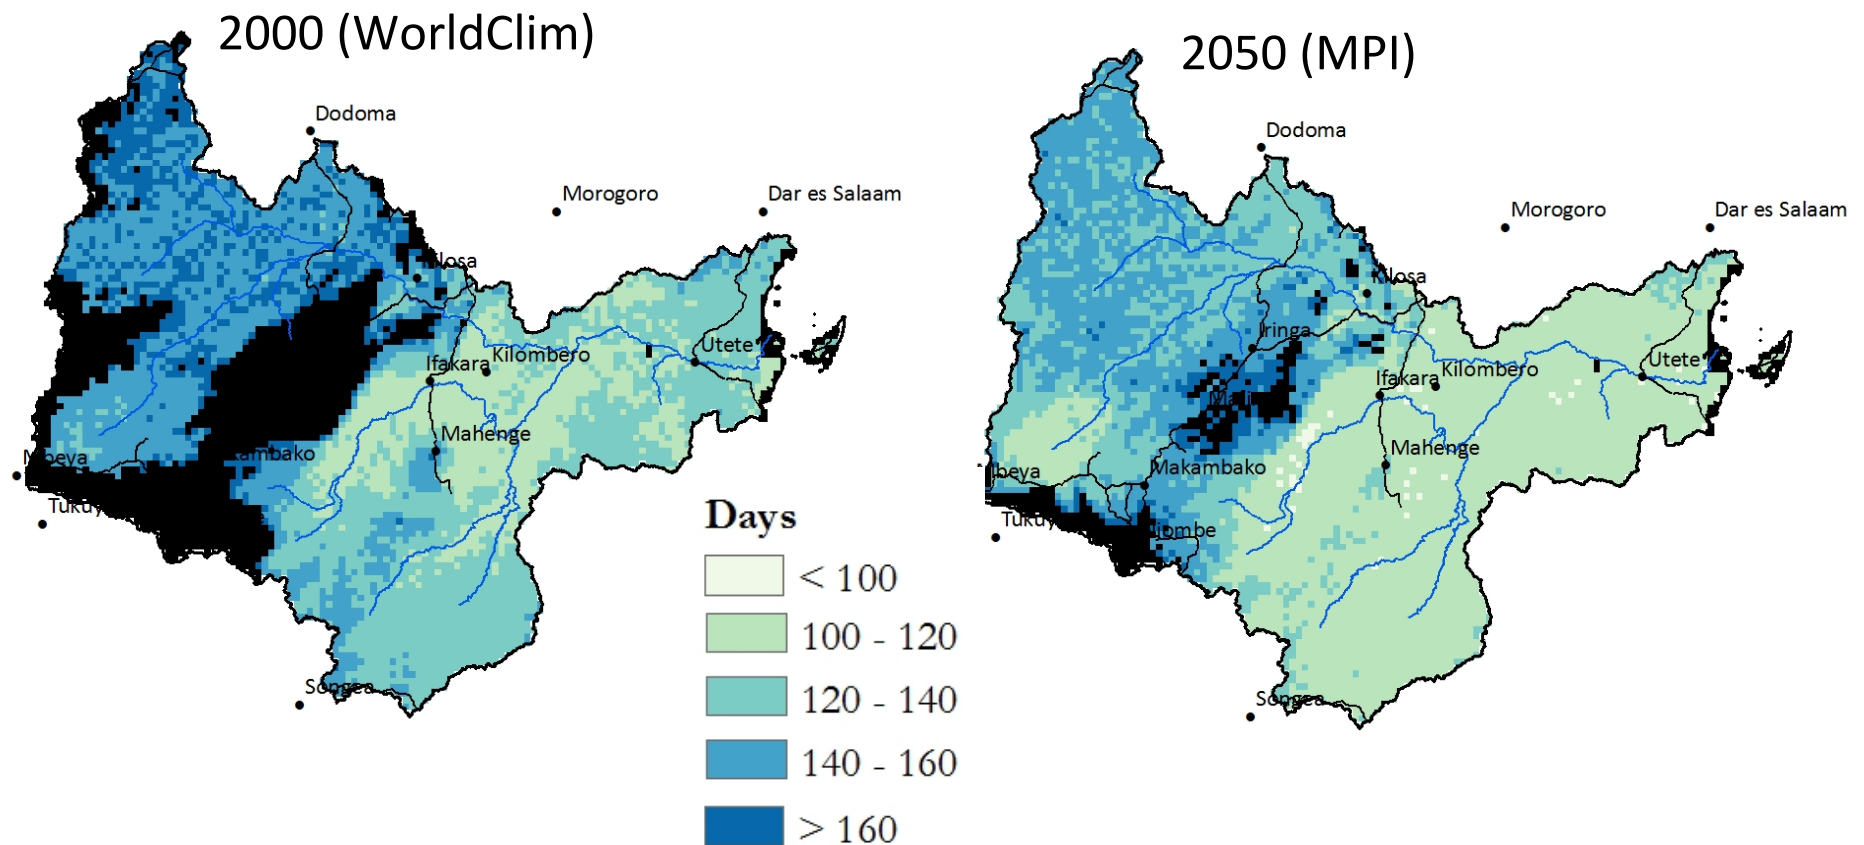 2000 (WorldClim)
2050 (MPI)
Dodoma
Morogoro
Dar es Salaam
Utete
Ifakara
Kilombero
Mahenge
Songea
Days
< 100
100 - 120
120 - 140
140 - 160
> 160
Dodoma
Morogoro
Dar es Salaam
Kilosa
Iringa
Utete
Ifakara
Kilombero
Mahenge
Makambako
Songea